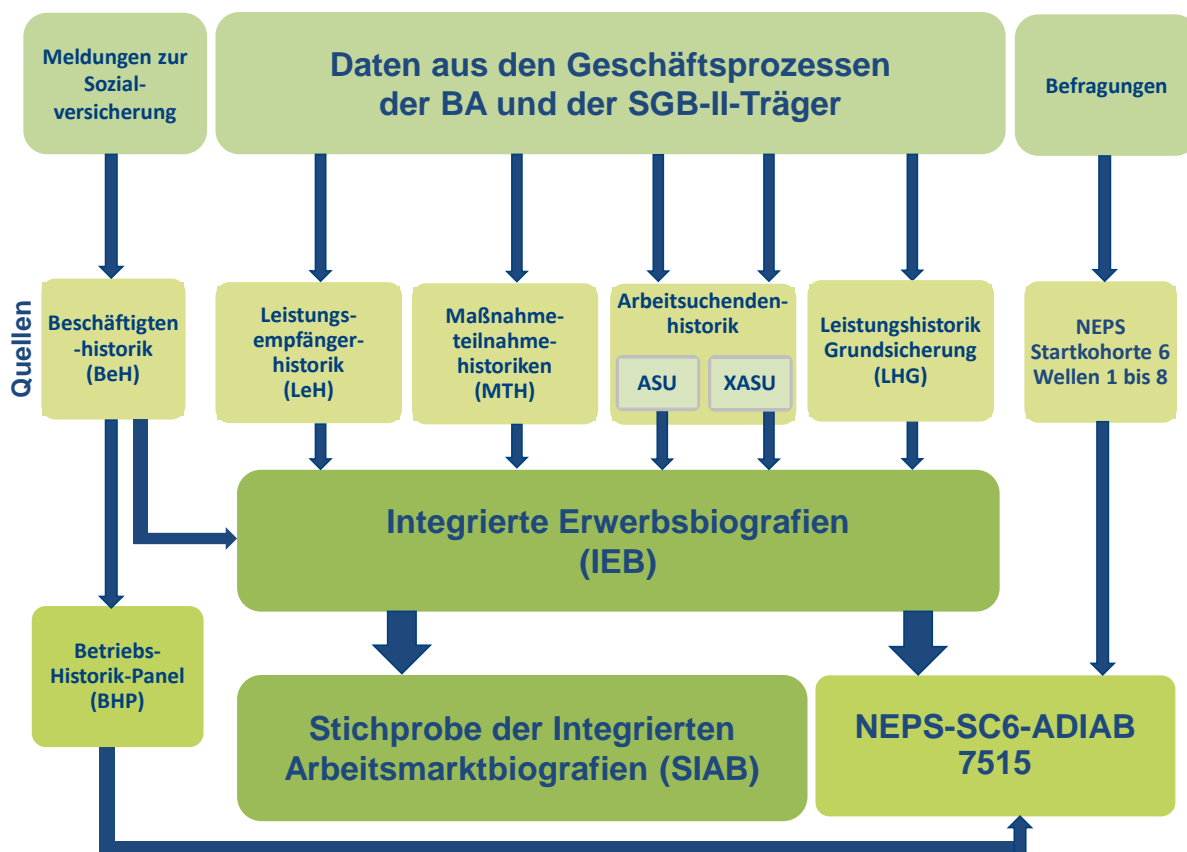 Meldungen zur
Sozial-
versicherung
Daten aus den Geschäftsprozessen
der BA und der SGB-II-Träger
Befragungen
Quellen
Beschäftigten
-historik
(BeH)
Leistungs-
empfänger-
historik
(LeH)
Maßnahme-
teilnahme-
historiken
(MTH)
Arbeitsuchenden-
historik
ASU
XASU
Leistungshistorik
Grundsicherung
(LHG)
NEPS
Startkohorte 6
Wellen 1 bis 8
Integrierte Erwerbsbiografien
(IEB)
Betriebs-
Historik-Panel
(BHP)
Stichprobe der Integrierten
Arbeitsmarktbiografien (SIAB)
NEPS-SC6-ADIAB
7515